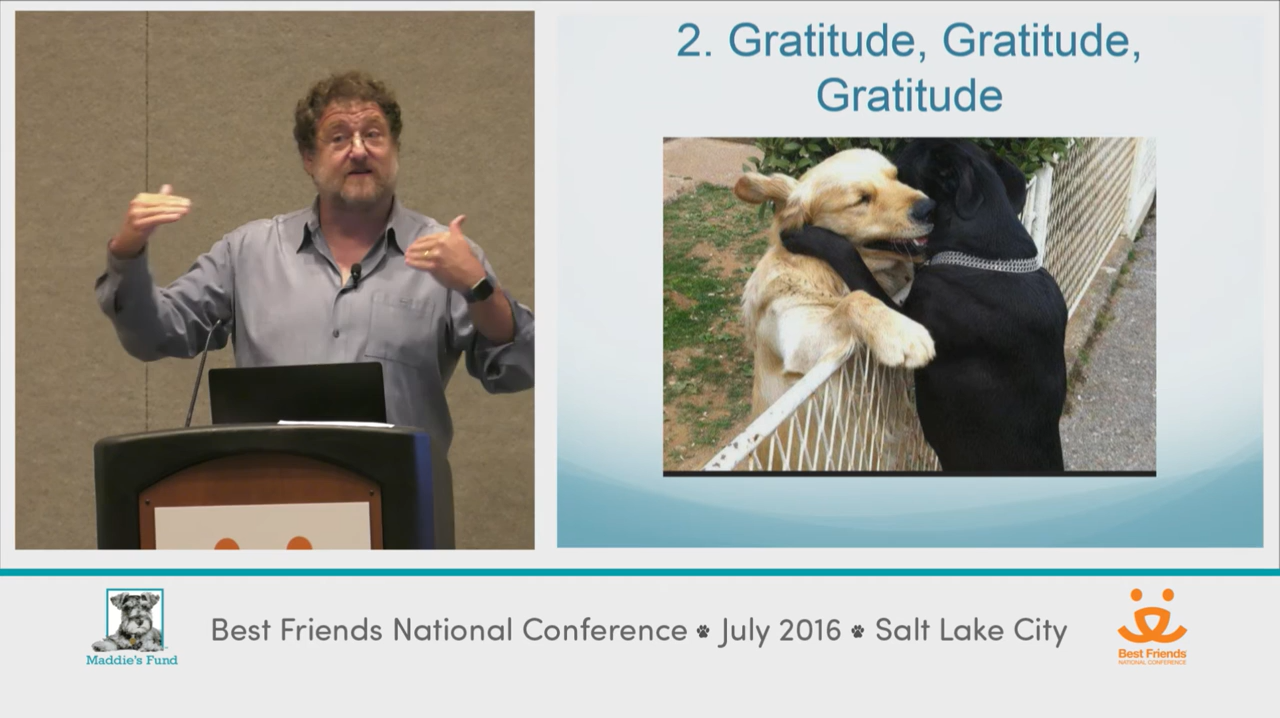 2. Gratitude, Gratitude,
Gratitude
Maddie's Fund
Best Friends National Conference July 2016 Salt Lake City
Best Friends
NATIONAL CONFERENCE